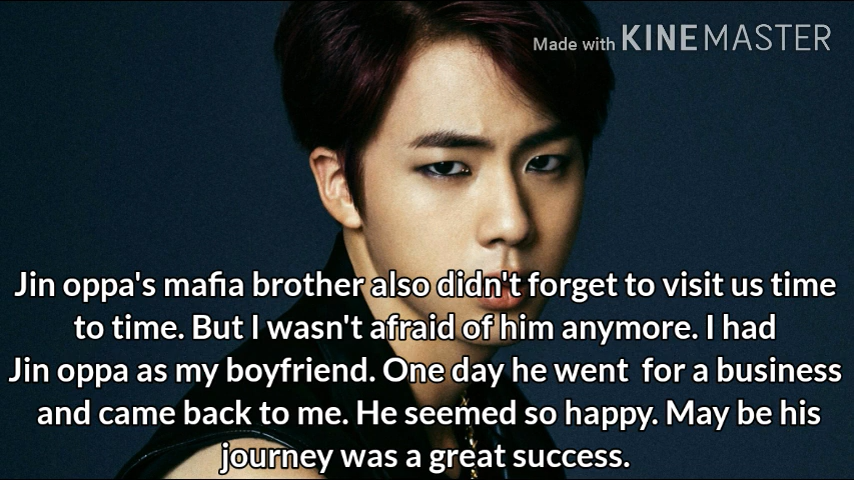 Made with KINEMASTER
Jin oppa's mafia brother also didn't forget to visit us time
to time. But I wasn't afraid of him anymore. I had
Jin oppa as my boyfriend. One day he went  for a business
and came back to me. He seemed so happy. May be his
journey was a great success.